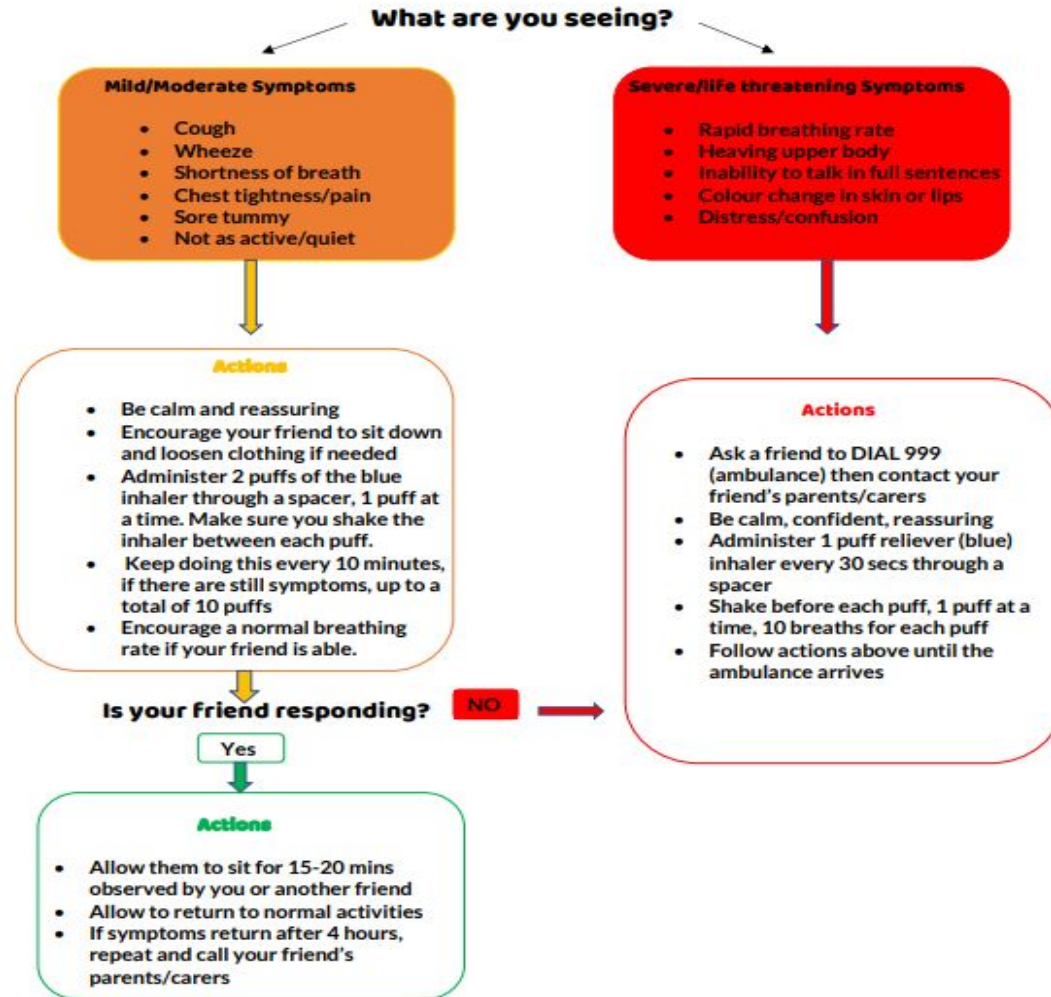 What are you seeing?
Mild/Moderate Symptoms
• Cough
• Wheeze
• Shortness of breath
• Chest tightness/pain
• Sore tummy
• Not as active/quiet
Severe/life threatening Symptoms
• Rapid breathing rate
• Heaving upper body
• Inability to talk in full sentences
• Colour change in skin or lips
• Distress/confusion
Actions
• Be calm and reassuring
• Encourage your friend to sit down
and loosen clothing if needed
• Administer 2 puffs of the blue
inhaler through a spacer, 1 puff at
a time. Make sure you shake the
inhaler between each puff.
• Keep doing this every 10 minutes,
if there are still symptoms, up to a
total of 10 puffs
• Encourage a normal breathing
rate if your friend is able.
Actions
• Ask a friend to DIAL 999
(ambulance) then contact your
friend's parents/carers
• Be calm, confident, reassuring
• Administer 1 puff reliever (blue)
inhaler every 30 secs through a
spacer
• Shake before each puff, 1 puff at a
time, 10 breaths for each puff
• Follow actions above until the
ambulance arrives
Is your friend responding?
NO
Yes
Actions
• Allow them to sit for 15-20 mins
observed by you or another friend
• Allow to return to normal activities
• If symptoms return after 4 hours,
repeat and call your friend's
parents/carers